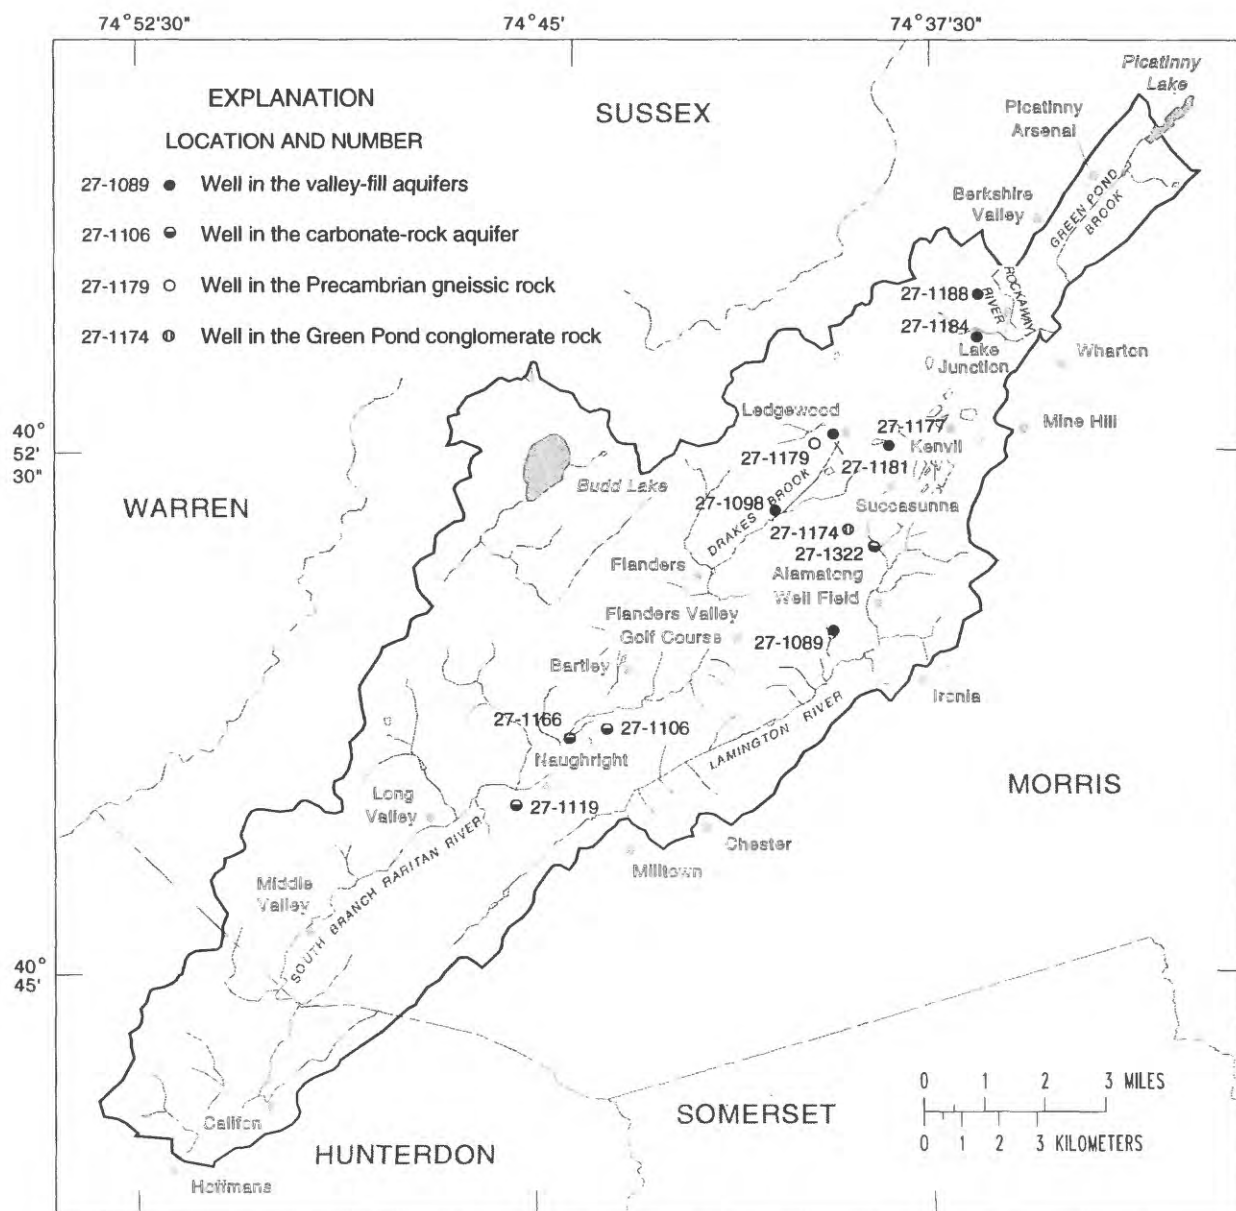 74°52'30"
74°45'
74°37'30"
EXPLANATION
LOCATION AND NUMBER
27-1089 Well in the valley-fill aquifers
27-1106 Well in the carbonate-rock aquifer
27-1179 Well in the Precambrian gneissic rock
27-1174 Well in the Green Pond conglomerate rock
SUSSEX
Picatinny
Lake
Picatinny
Arsenal
Berkshire
Valley
GREEN POND
BROOK
ROCKAWAY
RIVER
27-1188
27-1184
Lake
Junction
Wharton
40°
52'
30"
Ledgewood
27-1177
Mine Hill
Kenvil
27-1179
27-1181
Budd Lake
WARREN
27-1098
DRAKES BROOK
Succasunna
27-1174
27-1322
Flanders
Alamatong
Well Field
Flanders Valley
Golf Course
27-1089
Bartley
Ironia
27-1166
27-1106
LAMINGTON RIVER
Naughright
MORRIS
Long
Valley
27-1119
SOUTH BRANCH RARITAN RIVER
Chester
Milltown
Middle
Valley
40°
45'
0 1 2 3 MILES
0 1 2 3 KILOMETERS
SOMERSET
Califon
HUNTERDON
Hoffmans